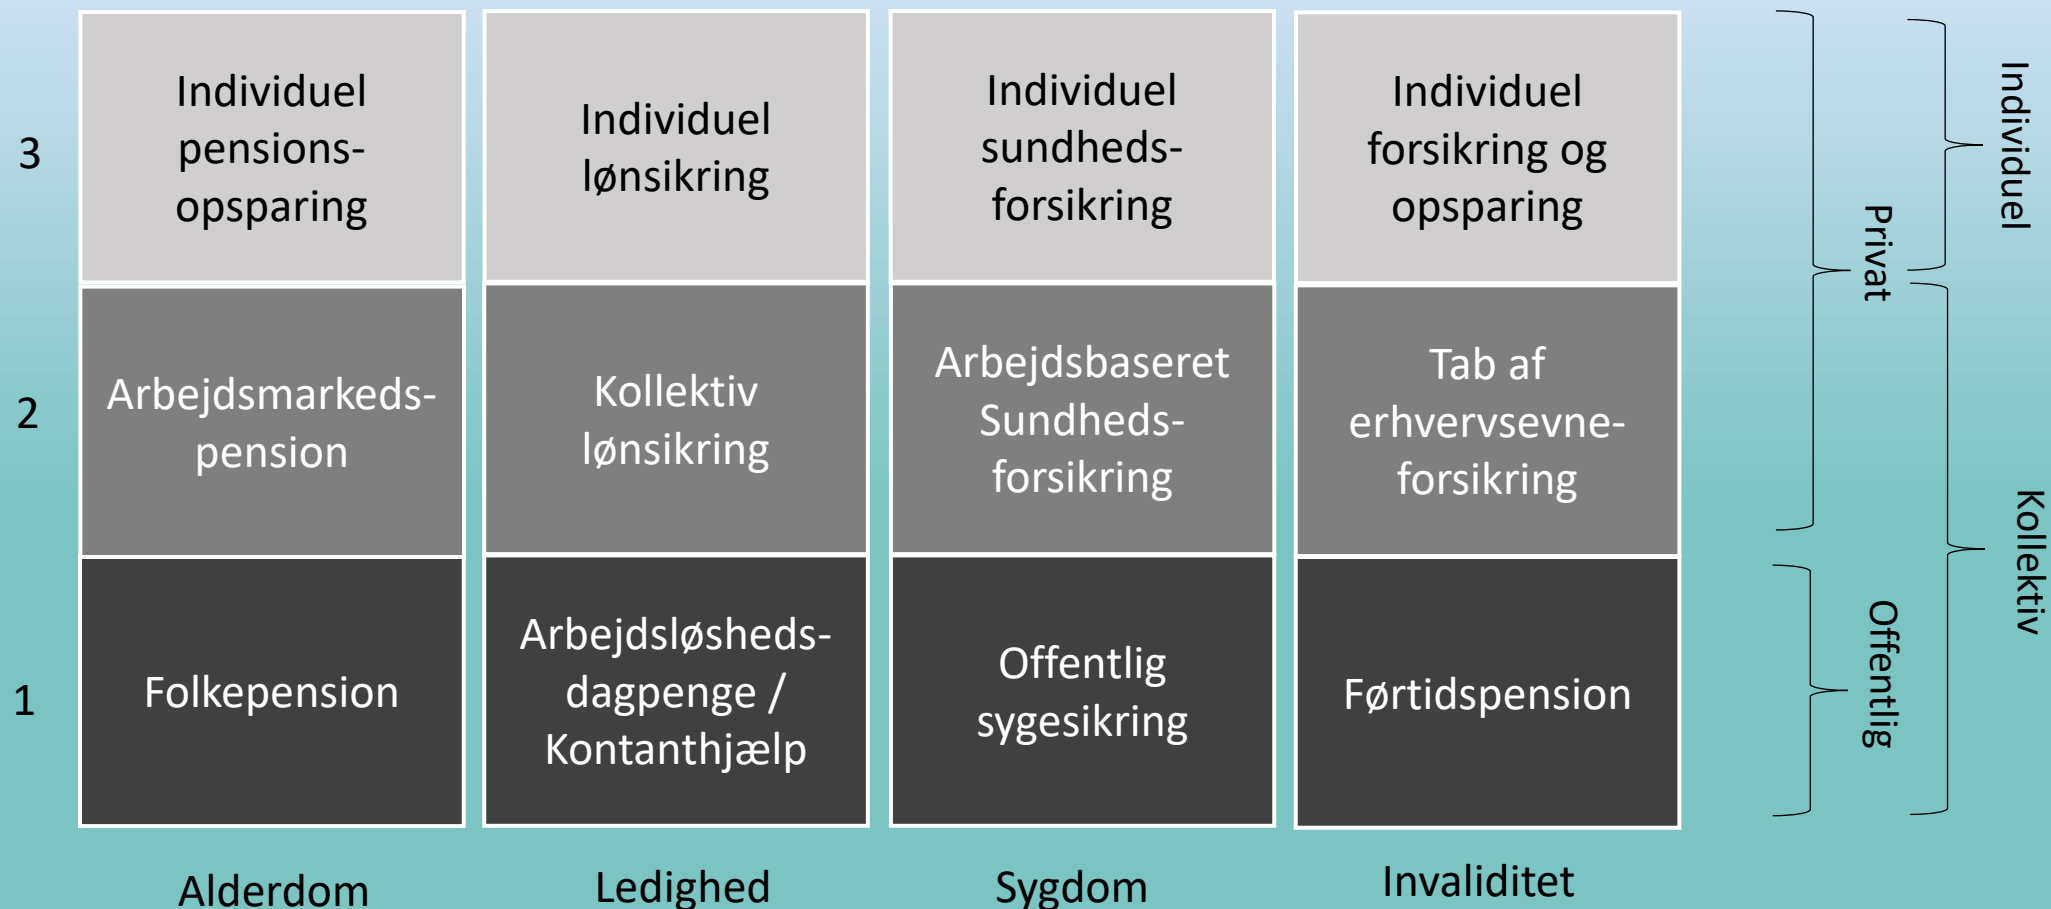 3
Individuel
pensions-
opsparing
Individuel
lønsikring
Individuel
sundheds-
forsikring
Individuel
forsikring og
opsparing
2
Arbejdsmarkeds-
pension
Kollektiv
lønsikring
Arbejdsbaseret
Sundheds-
forsikring
Tab af
erhvervsevne-
forsikring
1
Folkepension
Arbejdsløsheds-
dagpenge /
Kontanthjælp
Offentlig
sygesikring
Førtidspension
Alderdom
Ledighed
Sygdom
Invaliditet
Privat
Offentlig
Individuel
Kollektiv